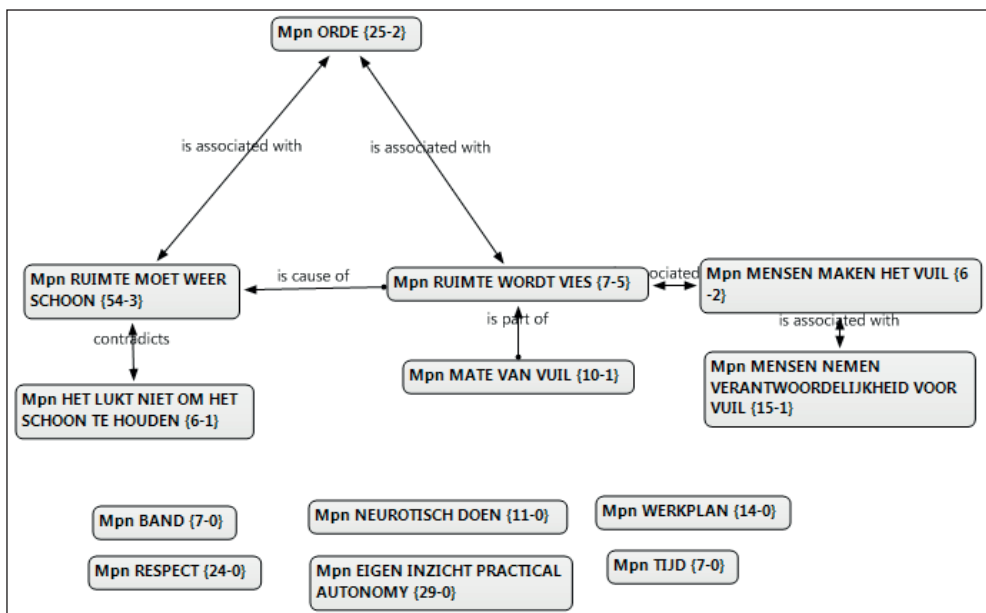 Mpn ORDE {25-2}
is associated with
is associated with
Mpn RUIMTE MOET WEER
SCHOON {54-3}
is cause of
Mpn RUIMTE WORDT VIES {7-5}
ociated
Mpn MENSEN MAKEN HET VUIL {6
-2}
contradicts
is part of
is associated with
Mpn HET LUKT NIET OM HET
SCHOON TE HOUDEN {6-1}
Mpn MATE VAN VUIL {10-1}
Mpn MENSEN NEMEN
VERANTWOORDELIJKHEID VOOR
VUIL {15-1}
Mpn BAND {7-0}
Mpn NEUROTISCH DOEN {11-0}
Mpn WERKPLAN {14-0}
Mpn RESPECT {24-0}
Mpn EIGEN INZICHT PRACTICAL
AUTONOMY {29-0}
Mpn TIJD {7-0}